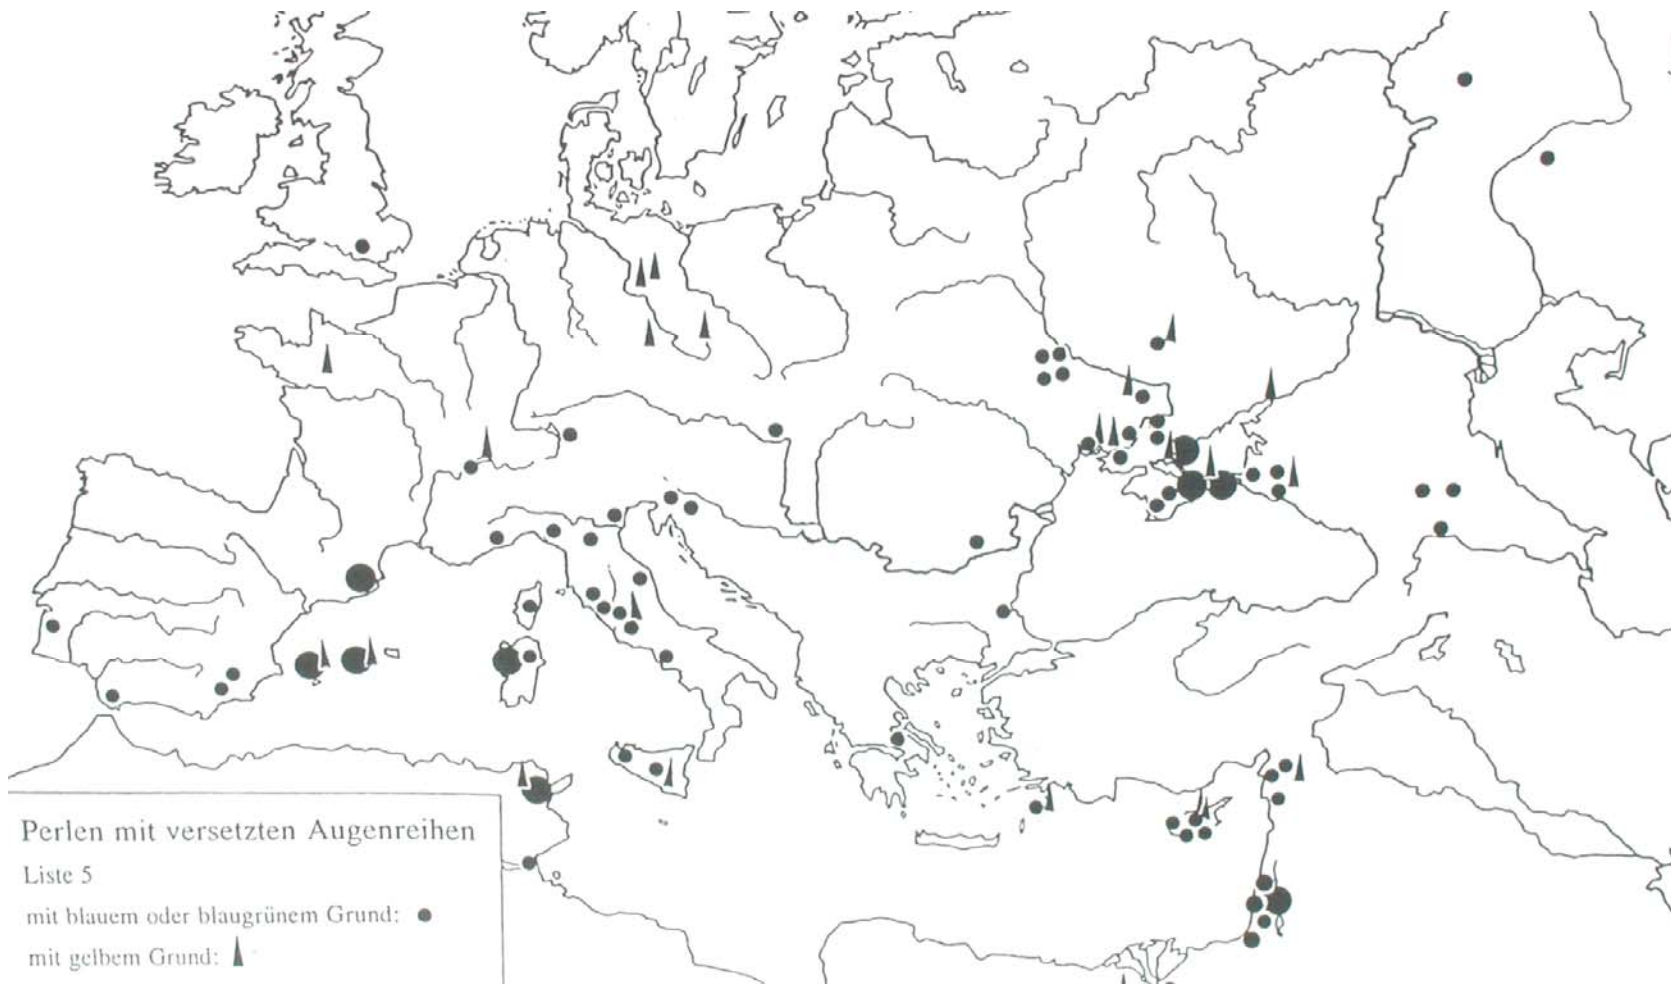 Perlen mit versetzten Augenreihen
Liste 5
mit blauem oder blaugrünem Grund:
mit gelbem Grund: